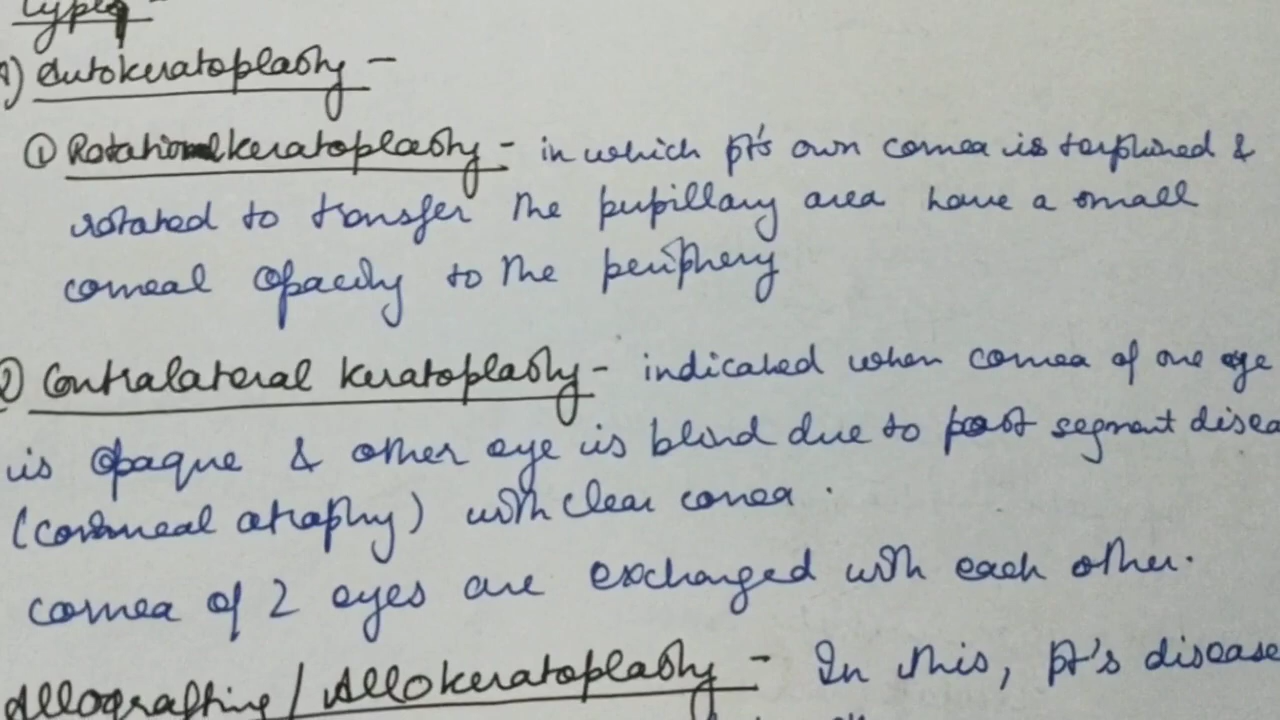 Types -
A) Autokeratoplasty -
① Rotational keratoplasty - in which pt's own cornea is terphined &
rotated to transfer the pupillary area have a small
corneal opacity to the periphery
2) Contralateral keratoplasty - indicated when cornea of one eye
is opaque & other eye is blind due to post segment disea
(corneal atrophy) with clear cornea.
cornea of 2 eyes are exchanged with each other.
Allografting / Allokeratoplasty - In this, pt's disease